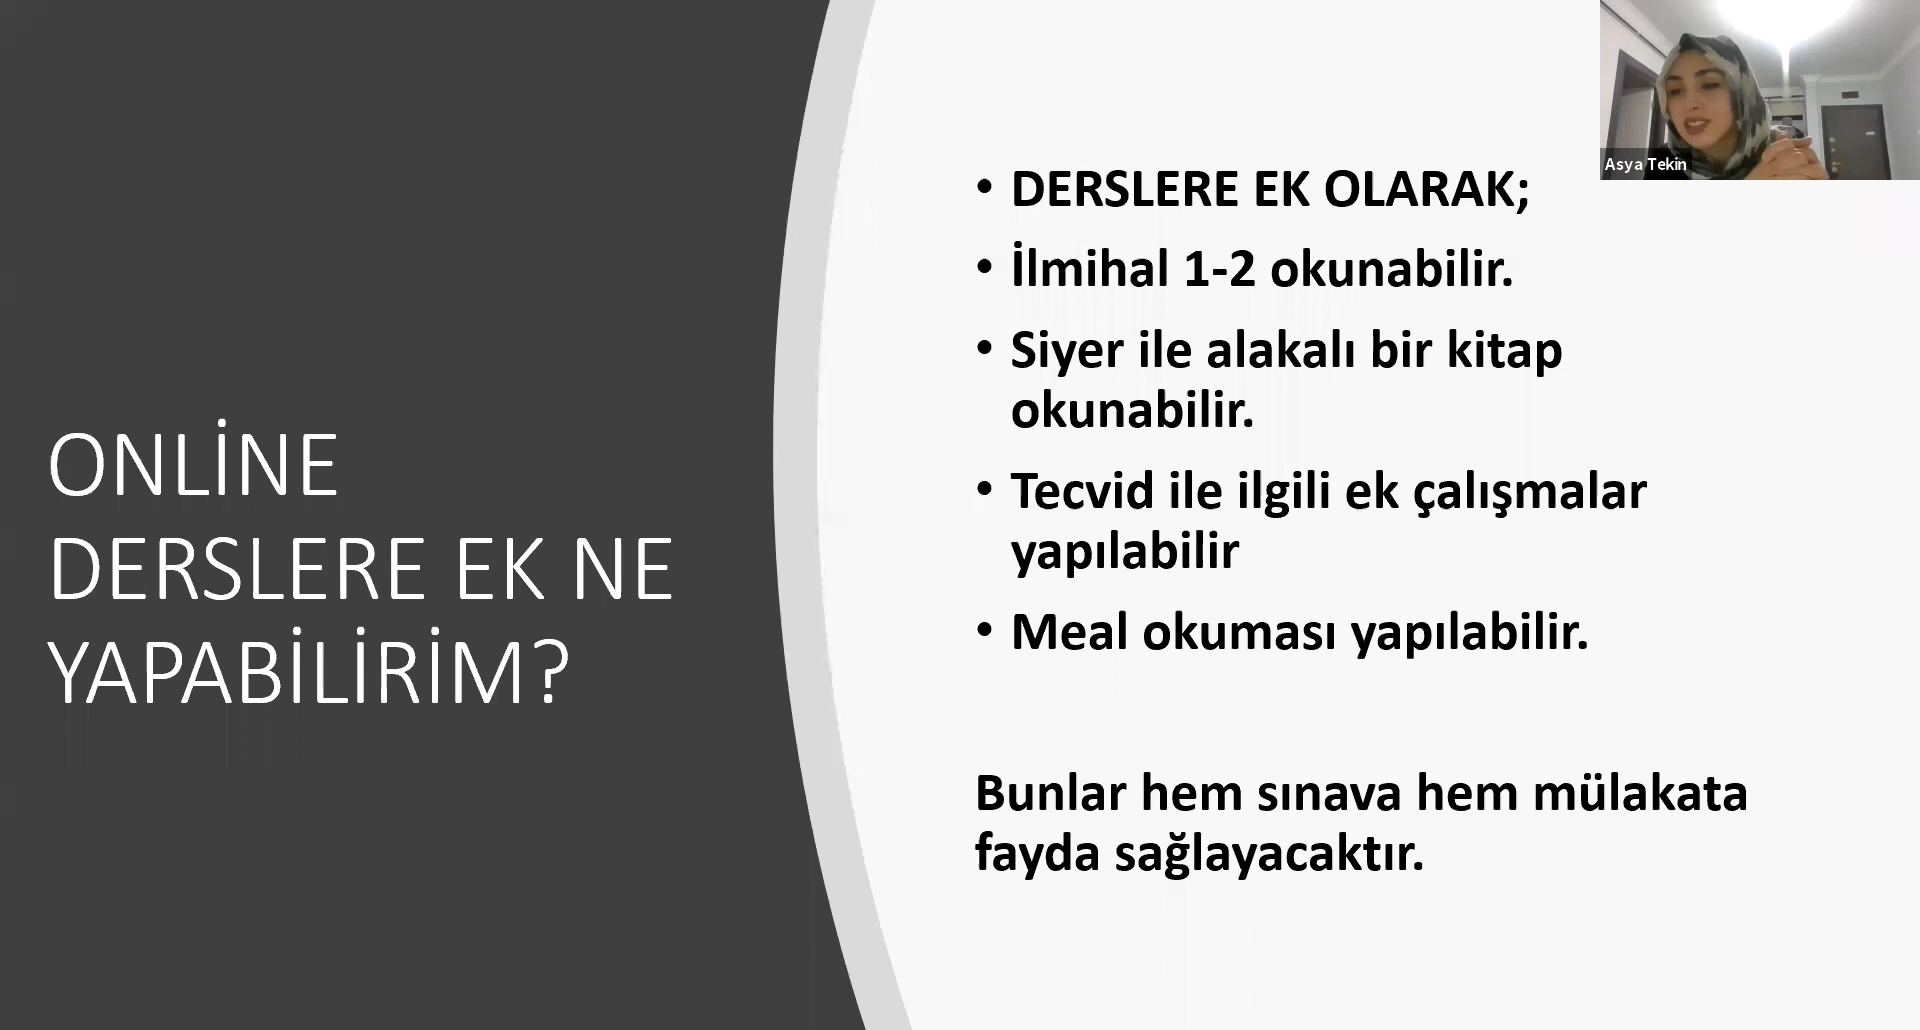 ONLİNE
DERSLERE EK NE
YAPABİLİRİM?
• DERSLERE EK OLARAK;
• İlmihal 1-2 okunabilir.
• Siyer ile alakalı bir kitap
okunabilir.
• Tecvid ile ilgili ek çalışmalar
yapılabilir
• Meal okuması yapılabilir.
Bunlar hem sınava hem mülakata
fayda sağlayacaktır.
Asya Tekin